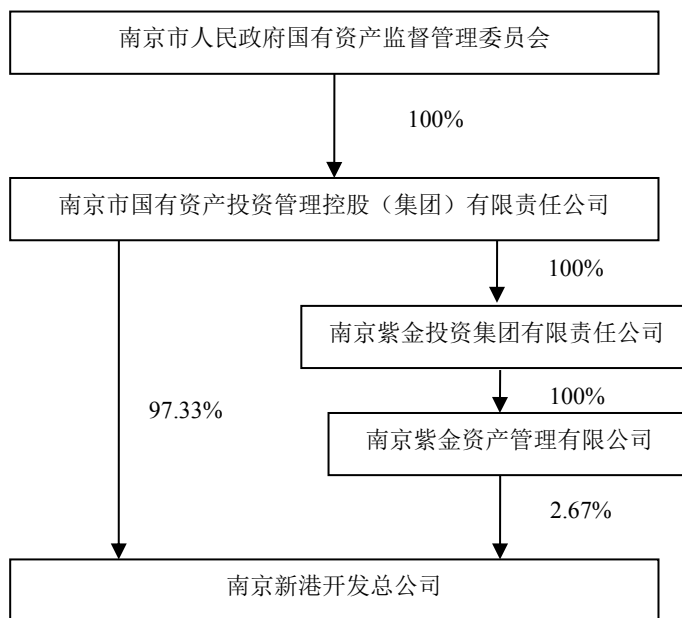 南京市人民政府国有资产监督管理委员会
100%
南京市国有资产投资管理控股（集团）有限责任公司
100%
南京紫金投资集团有限责任公司
97.33%
100%
南京紫金资产管理有限公司
2.67%
南京新港开发总公司